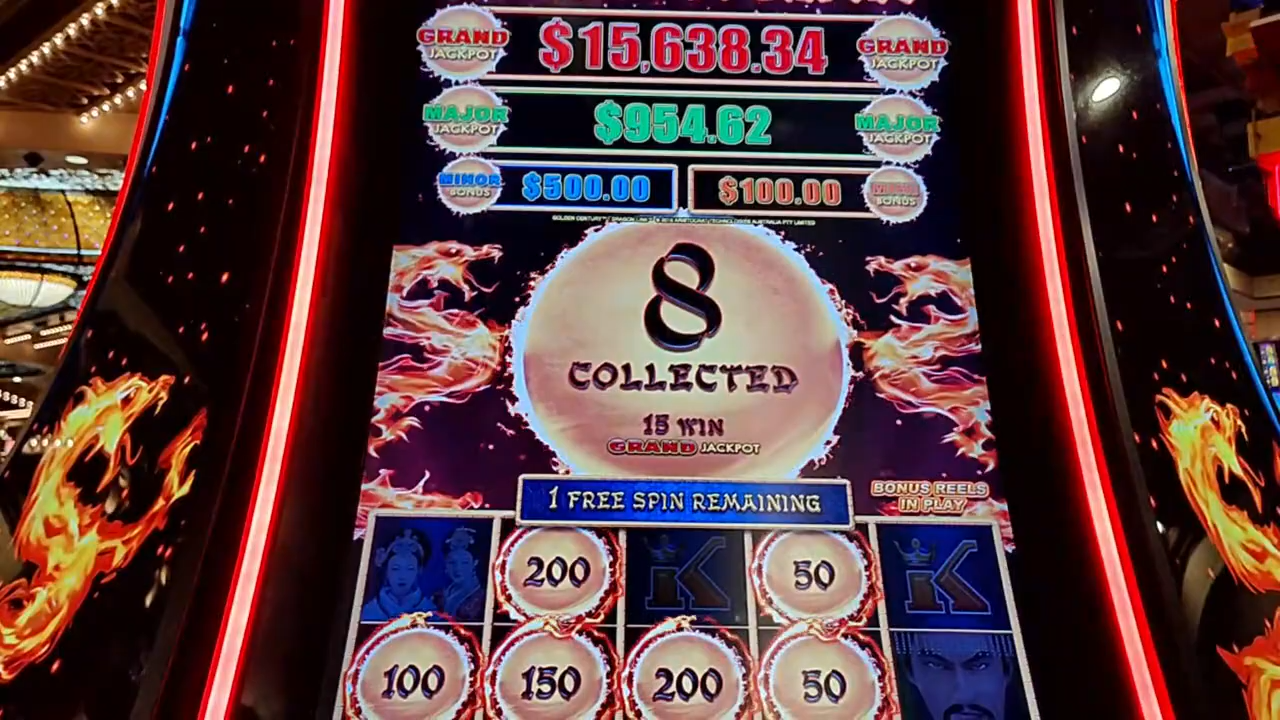 GRAND JACKPOT $15,638.34 GRAND JACKPOT
MAJOR JACKPOT $954.62 MAJOR JACKPOT
MINOR BONUS $500.00 $100.00 MINI BONUS
8
COLLECTED
15 WIN
GRAND JACKPOT
1 FREE SPIN REMAINING
BONUS REELS
IN PLAY
200 K 50 K
100 150 200 50